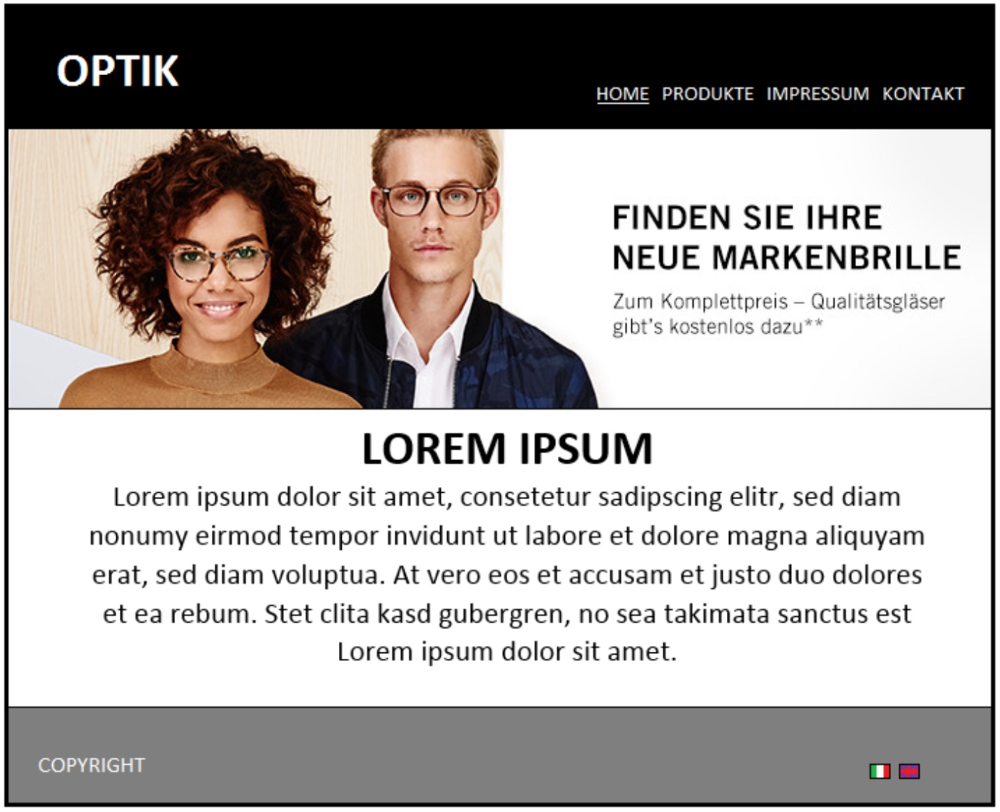 OPTIK
HOME PRODUKTE IMPRESSUM KONTAKT
FINDEN SIE IHRE
NEUE MARKENBRILLE
Zum Komplettpreis – Qualitätsgläser
gibt's kostenlos dazu**
LOREM IPSUM
Lorem ipsum dolor sit amet, consetetur sadipscing elitr, sed diam
nonumy eirmod tempor invidunt ut labore et dolore magna aliquyam
erat, sed diam voluptua. At vero eos et accusam et justo duo dolores
et ea rebum. Stet clita kasd gubergren, no sea takimata sanctus est
Lorem ipsum dolor sit amet.
COPYRIGHT